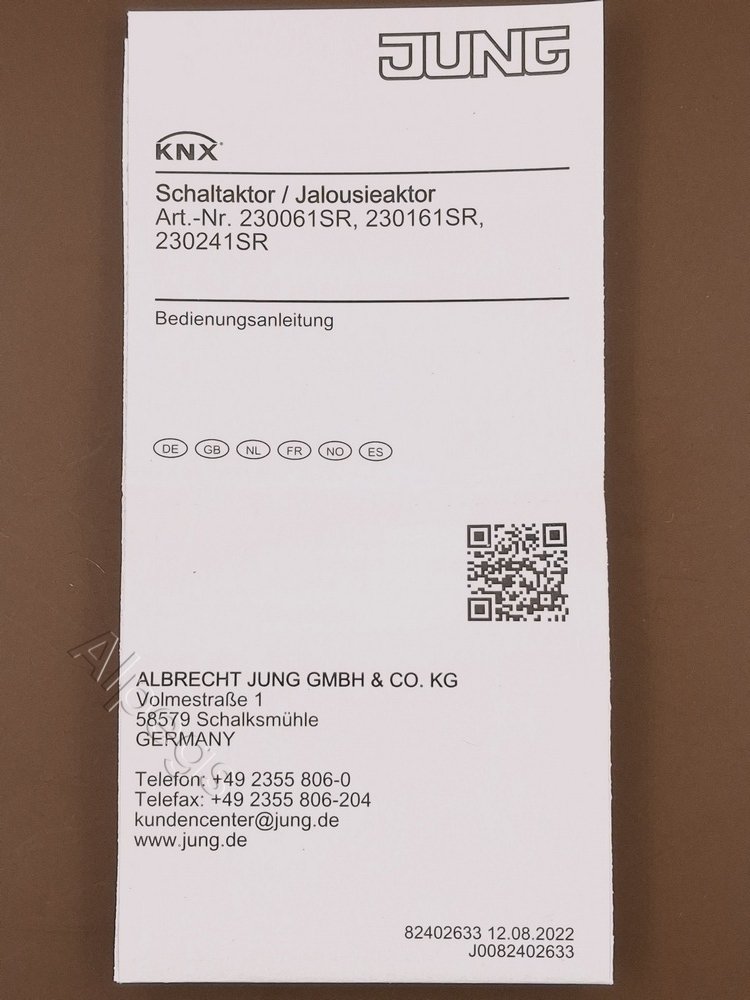 JUNG
KNX®
Schaltaktor / Jalousieaktor
Art.-Nr. 230061SR, 230161SR,
230241SR
Bedienungsanleitung
DE GB NL FR NO ES
ALBRECHT JUNG GMBH & CO. KG
Volmestraße 1
58579 Schalksmühle
GERMANY
Telefon: +49 2355 806-0
Telefax: +49 2355 806-204
kundencenter@jung.de
www.jung.de
82402633 12.08.2022
J0082402633